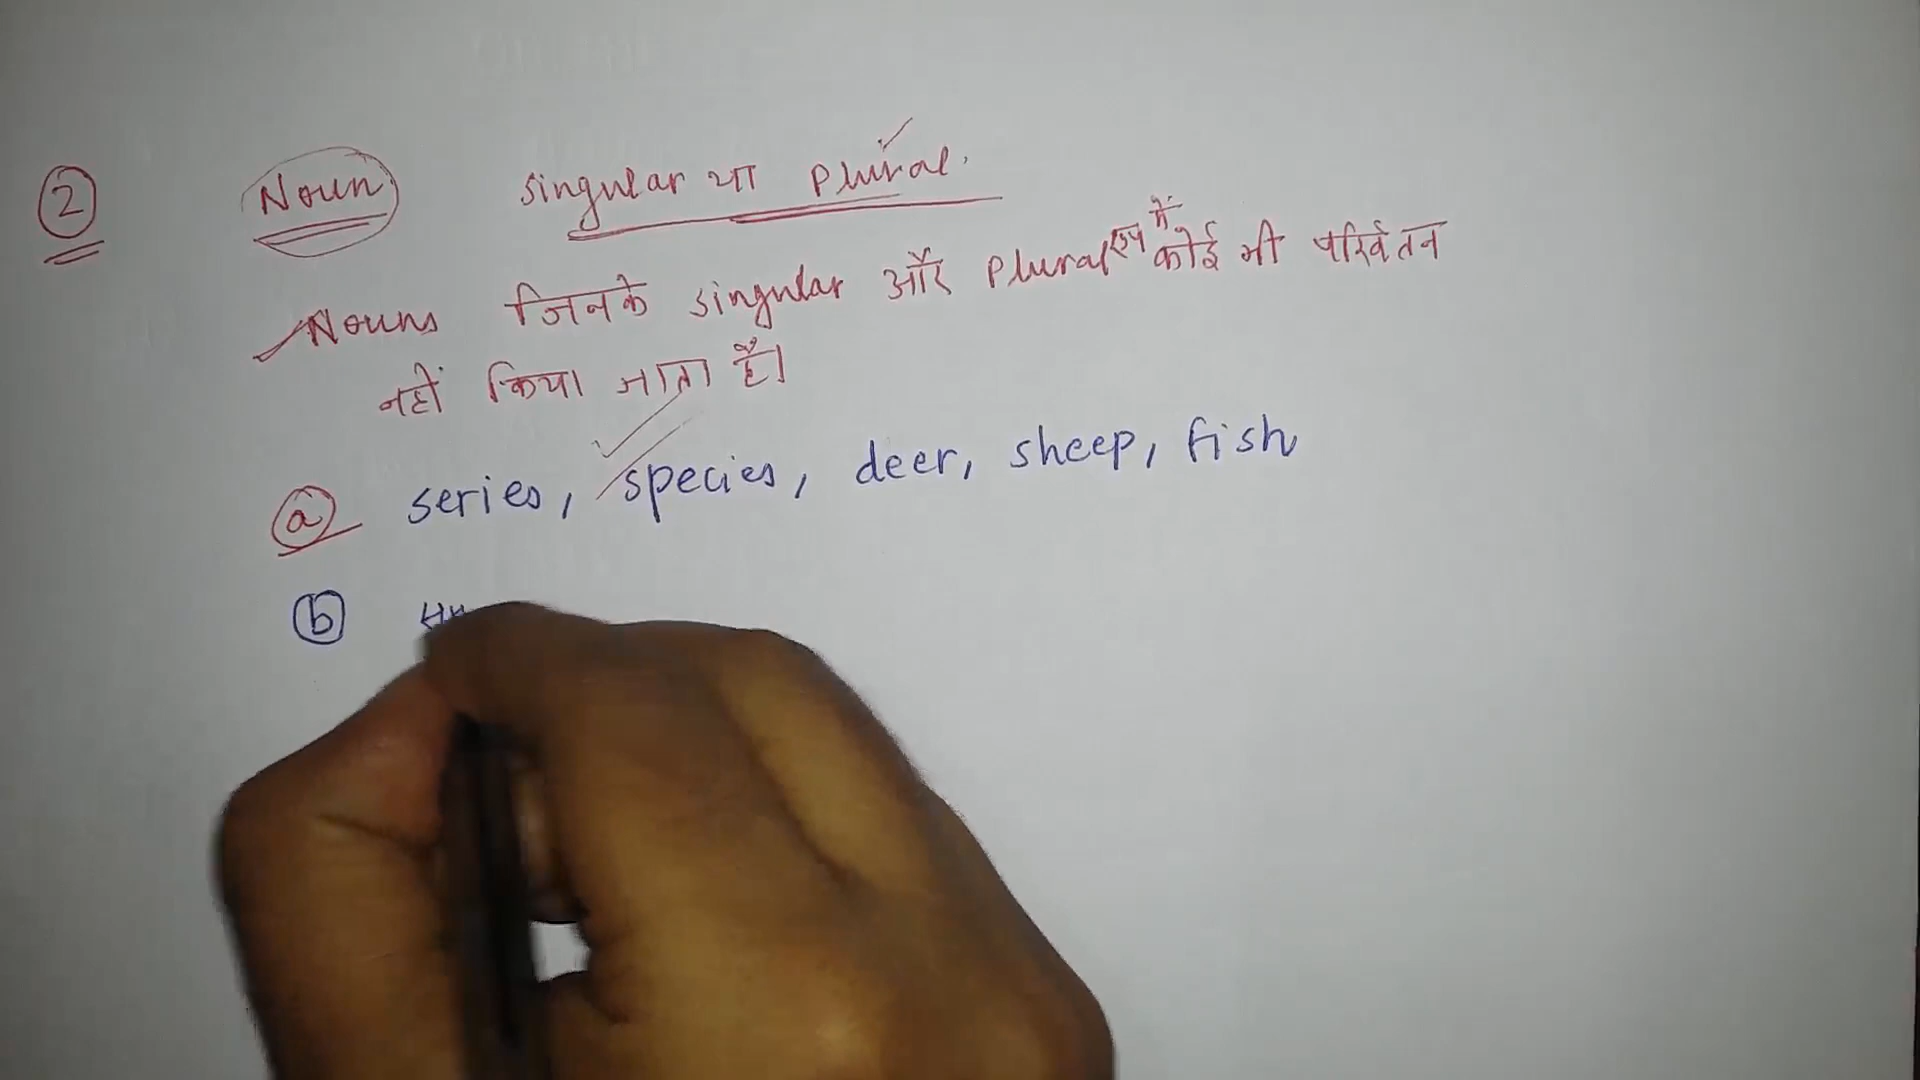 ② Noun singular या plural.
Nouns जिनके singular और plural रूप में कोई भी परिवर्तन
नहीं किया जाता है।
ⓐ series, species, deer, sheep, fish
ⓑ